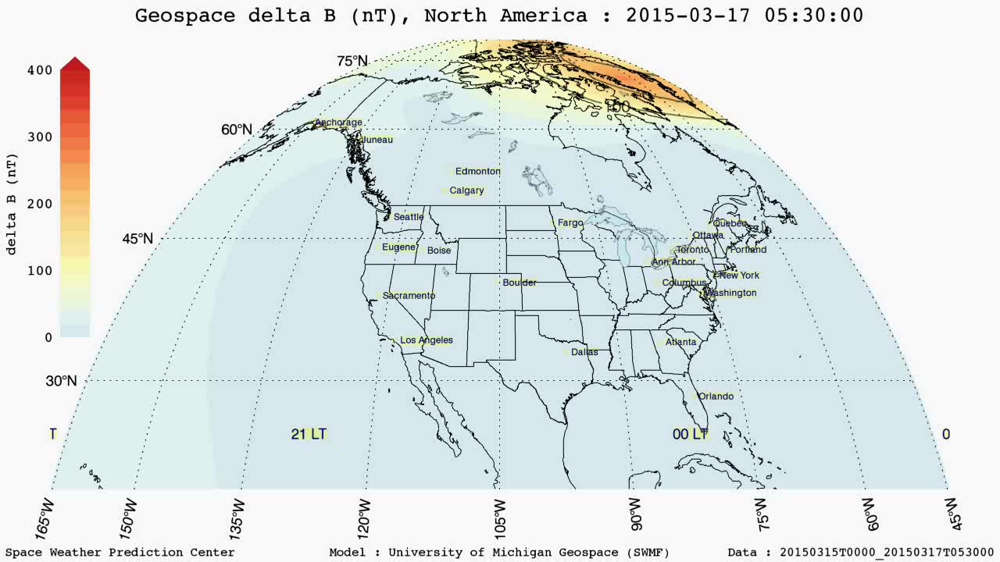 Geospace delta B (nT), North America : 2015-03-17 05:30:00
75°N
400
100
Anchorage
60°N
Juneau
300
Edmonton
Calgary
delta B (nT)
200
Seattle
Fargo
Quebec
45°N
Ottawa
Eugene
Boise
Toronto
Portland
Ann Arbor
100
New York
Boulder
Columbus
Sacramento
Washington
0
Los Angeles
Atlanta
Dallas
30°N
Orlando
T
21 LT
00 LT
0
165°W
150°W
135°W
120°W
105°W
90°W
75°W
60°W
45°W
Space Weather Prediction Center
Model : University of Michigan Geospace (SWMF)
Data : 20150315T0000_20150317T053000